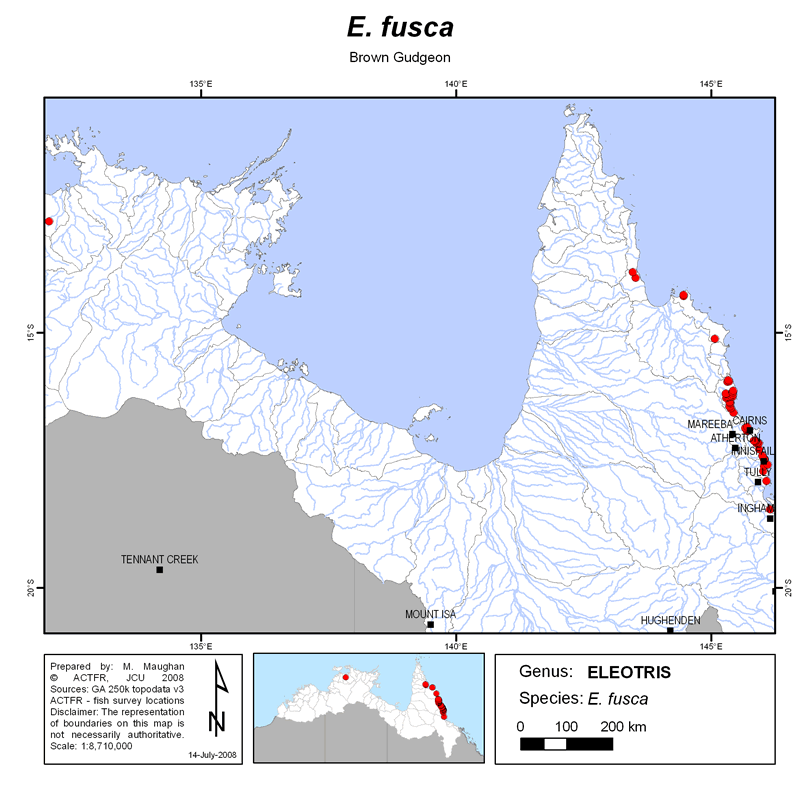 E. fusca
Brown Gudgeon
135°E 140°E 145°E
15°S 15°S
MAREEBA CAIRNS
ATHERTON
INNISFAIL
TULLY
INGHAM
TENNANT CREEK
20°S 20°S
MOUNT ISA
HUGHENDEN
135°E 140°E 145°E
Prepared by: M. Maughan
© ACTFR, JCU 2008
Sources: GA 250k topodata v3
ACTFR - fish survey locations
Disclaimer: The representation
of boundaries on this map is
not necessarily authoritative.
Scale: 1:8,710,000
N
14-July-2008
Genus: ELEOTRIS
Species: E. fusca
0 100 200 km